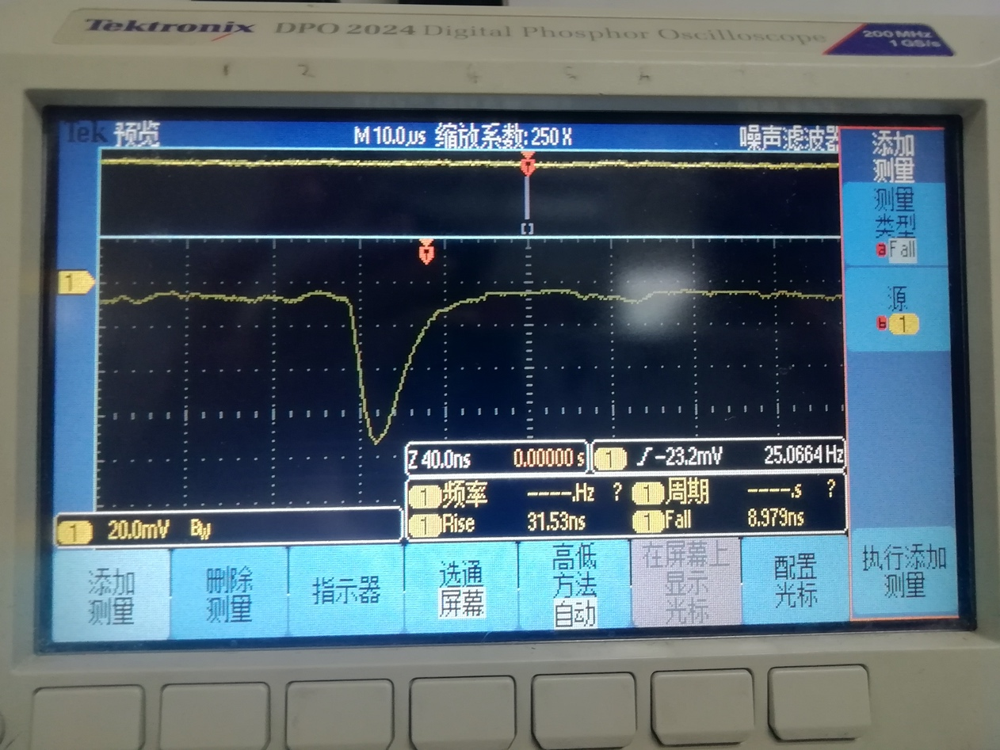 Tektronix DPO 2024 Digital Phosphor Oscilloscope 200 MHz
1 GS/s
1 2 4 5
Tek 预览 M 10.0µs 缩放系数: 250 X 噪声滤波器
添加
测量
测量
类型
a Fall
源
b 1
1
Z 40.0ns 0.00000 s 1 ∫ -23.2mV 25.0664 Hz
1 频率 ----.Hz ? 1 周期 ----.s ?
1 20.0mV BW 1 Rise 31.53ns 1 Fall 8.979ns
添加
测量
删除
测量
指示器
选通
屏幕
高低
方法
自动
在屏幕上
显示
光标
配置
光标
执行添加
测量